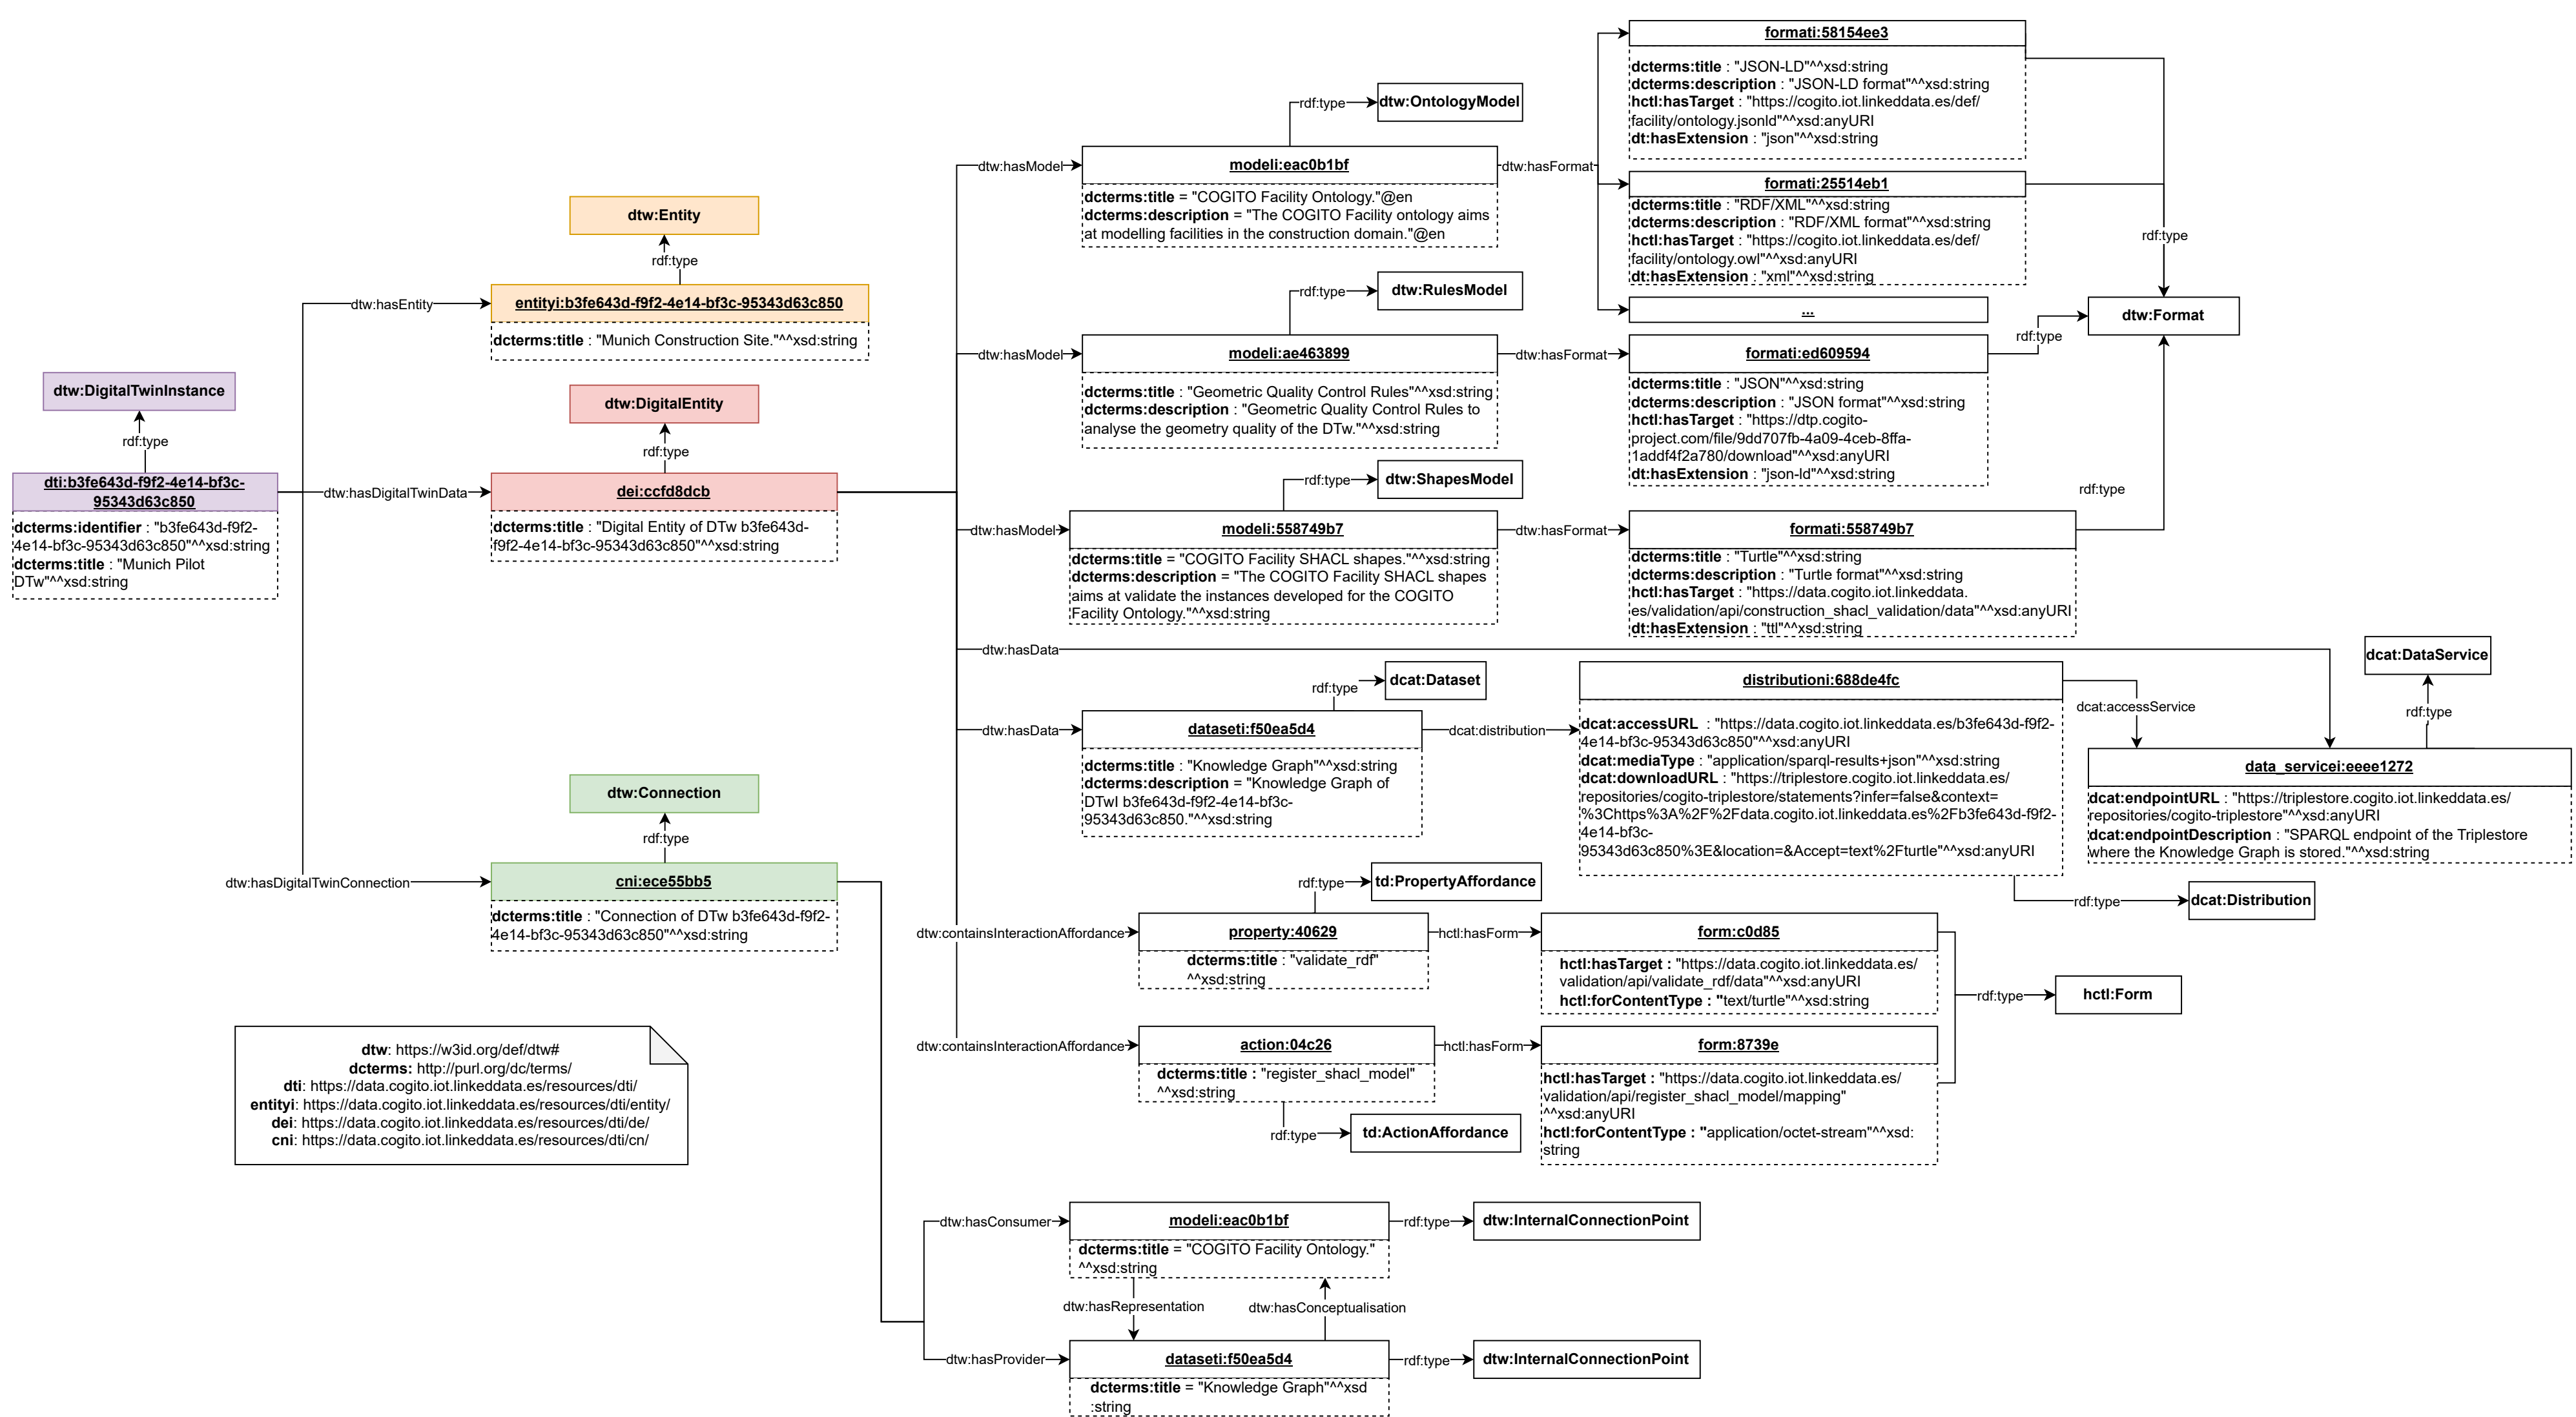 dtw:DigitalTwinInstance
rdf:type
dti:b3fe643d-f9f2-4e14-bf3c-
95343d63c850
dcterms:identifier : "b3fe643d-f9f2-
4e14-bf3c-95343d63c850"^^xsd:string
dcterms:title : "Munich Pilot
DTw"^^xsd:string
dtw:hasEntity
dtw:hasDigitalTwinData
dtw:hasDigitalTwinConnection
dtw:Entity
rdf:type
entityi:b3fe643d-f9f2-4e14-bf3c-95343d63c850
dcterms:title : "Munich Construction Site."^^xsd:string
dtw:DigitalEntity
rdf:type
dei:ccfd8dcb
dcterms:title : "Digital Entity of DTw b3fe643d-
f9f2-4e14-bf3c-95343d63c850"^^xsd:string
dtw:Connection
rdf:type
cni:ece55bb5
dcterms:title : "Connection of DTw b3fe643d-f9f2-
4e14-bf3c-95343d63c850"^^xsd:string
dtw: https://w3id.org/def/dtw#
dcterms: http://purl.org/dc/terms/
dti: https://data.cogito.iot.linkeddata.es/resources/dti/
entityi: https://data.cogito.iot.linkeddata.es/resources/dti/entity/
dei: https://data.cogito.iot.linkeddata.es/resources/dti/de/
cni: https://data.cogito.iot.linkeddata.es/resources/dti/cn/
dtw:hasModel
rdf:type
dtw:OntologyModel
modeli:eac0b1bf
dcterms:title = "COGITO Facility Ontology."@en
dcterms:description = "The COGITO Facility ontology aims
at modelling facilities in the construction domain."@en
dtw:hasFormat
formati:58154ee3
dcterms:title : "JSON-LD"^^xsd:string
dcterms:description : "JSON-LD format"^^xsd:string
hctl:hasTarget : "https://cogito.iot.linkeddata.es/def/
facility/ontology.jsonld"^^xsd:anyURI
dt:hasExtension : "json"^^xsd:string
formati:25514eb1
dcterms:title : "RDF/XML"^^xsd:string
dcterms:description : "RDF/XML format"^^xsd:string
hctl:hasTarget : "https://cogito.iot.linkeddata.es/def/
facility/ontology.owl"^^xsd:anyURI
dt:hasExtension : "xml"^^xsd:string
...
rdf:type
dtw:Format
dtw:hasModel
rdf:type
dtw:RulesModel
modeli:ae463899
dcterms:title : "Geometric Quality Control Rules"^^xsd:string
dcterms:description : "Geometric Quality Control Rules to
analyse the geometry quality of the DTw."^^xsd:string
dtw:hasFormat
formati:ed609594
dcterms:title : "JSON"^^xsd:string
dcterms:description : "JSON format"^^xsd:string
hctl:hasTarget : "https://dtp.cogito-
project.com/file/9dd707fb-4a09-4ceb-8ffa-
1addf4f2a780/download"^^xsd:anyURI
dt:hasExtension : "json-ld"^^xsd:string
rdf:type
dtw:hasModel
rdf:type
dtw:ShapesModel
modeli:558749b7
dcterms:title = "COGITO Facility SHACL shapes."^^xsd:string
dcterms:description = "The COGITO Facility SHACL shapes
aims at validate the instances developed for the COGITO
Facility Ontology."^^xsd:string
dtw:hasFormat
formati:558749b7
dcterms:title : "Turtle"^^xsd:string
dcterms:description : "Turtle format"^^xsd:string
hctl:hasTarget : "https://data.cogito.iot.linkeddata.
es/validation/api/construction_shacl_validation/data"^^xsd:anyURI
dt:hasExtension : "ttl"^^xsd:string
rdf:type
dtw:hasData
dtw:hasData
rdf:type
dcat:Dataset
dataseti:f50ea5d4
dcterms:title : "Knowledge Graph"^^xsd:string
dcterms:description = "Knowledge Graph of
DTwI b3fe643d-f9f2-4e14-bf3c-
95343d63c850."^^xsd:string
dcat:distribution
distributioni:688de4fc
dcat:accessURL : "https://data.cogito.iot.linkeddata.es/b3fe643d-f9f2-
4e14-bf3c-95343d63c850"^^xsd:anyURI
dcat:mediaType : "application/sparql-results+json"^^xsd:string
dcat:downloadURL : "https://triplestore.cogito.iot.linkeddata.es/
repositories/cogito-triplestore/statements?infer=false&context=
%3Chttps%3A%2F%2Fdata.cogito.iot.linkeddata.es%2Fb3fe643d-f9f2-
4e14-bf3c-
95343d63c850%3E&location=&Accept=text%2Fturtle"^^xsd:anyURI
dcat:accessService
rdf:type
dcat:Distribution
dcat:DataService
rdf:type
data_servicei:eeee1272
dcat:endpointURL : "https://triplestore.cogito.iot.linkeddata.es/
repositories/cogito-triplestore"^^xsd:anyURI
dcat:endpointDescription : "SPARQL endpoint of the Triplestore
where the Knowledge Graph is stored."^^xsd:string
dtw:containsInteractionAffordance
rdf:type
td:PropertyAffordance
property:40629
dcterms:title : "validate_rdf"
^^xsd:string
hctl:hasForm
form:c0d85
hctl:hasTarget : "https://data.cogito.iot.linkeddata.es/
validation/api/validate_rdf/data"^^xsd:anyURI
hctl:forContentType : "text/turtle"^^xsd:string
rdf:type
hctl:Form
dtw:containsInteractionAffordance
action:04c26
dcterms:title : "register_shacl_model"
^^xsd:string
rdf:type
td:ActionAffordance
hctl:hasForm
form:8739e
hctl:hasTarget : "https://data.cogito.iot.linkeddata.es/
validation/api/register_shacl_model/mapping"
^^xsd:anyURI
hctl:forContentType : "application/octet-stream"^^xsd:
string
dtw:hasConsumer
modeli:eac0b1bf
dcterms:title = "COGITO Facility Ontology."
^^xsd:string
rdf:type
dtw:InternalConnectionPoint
dtw:hasRepresentation
dtw:hasConceptualisation
dtw:hasProvider
dataseti:f50ea5d4
dcterms:title = "Knowledge Graph"^^xsd
:string
rdf:type
dtw:InternalConnectionPoint